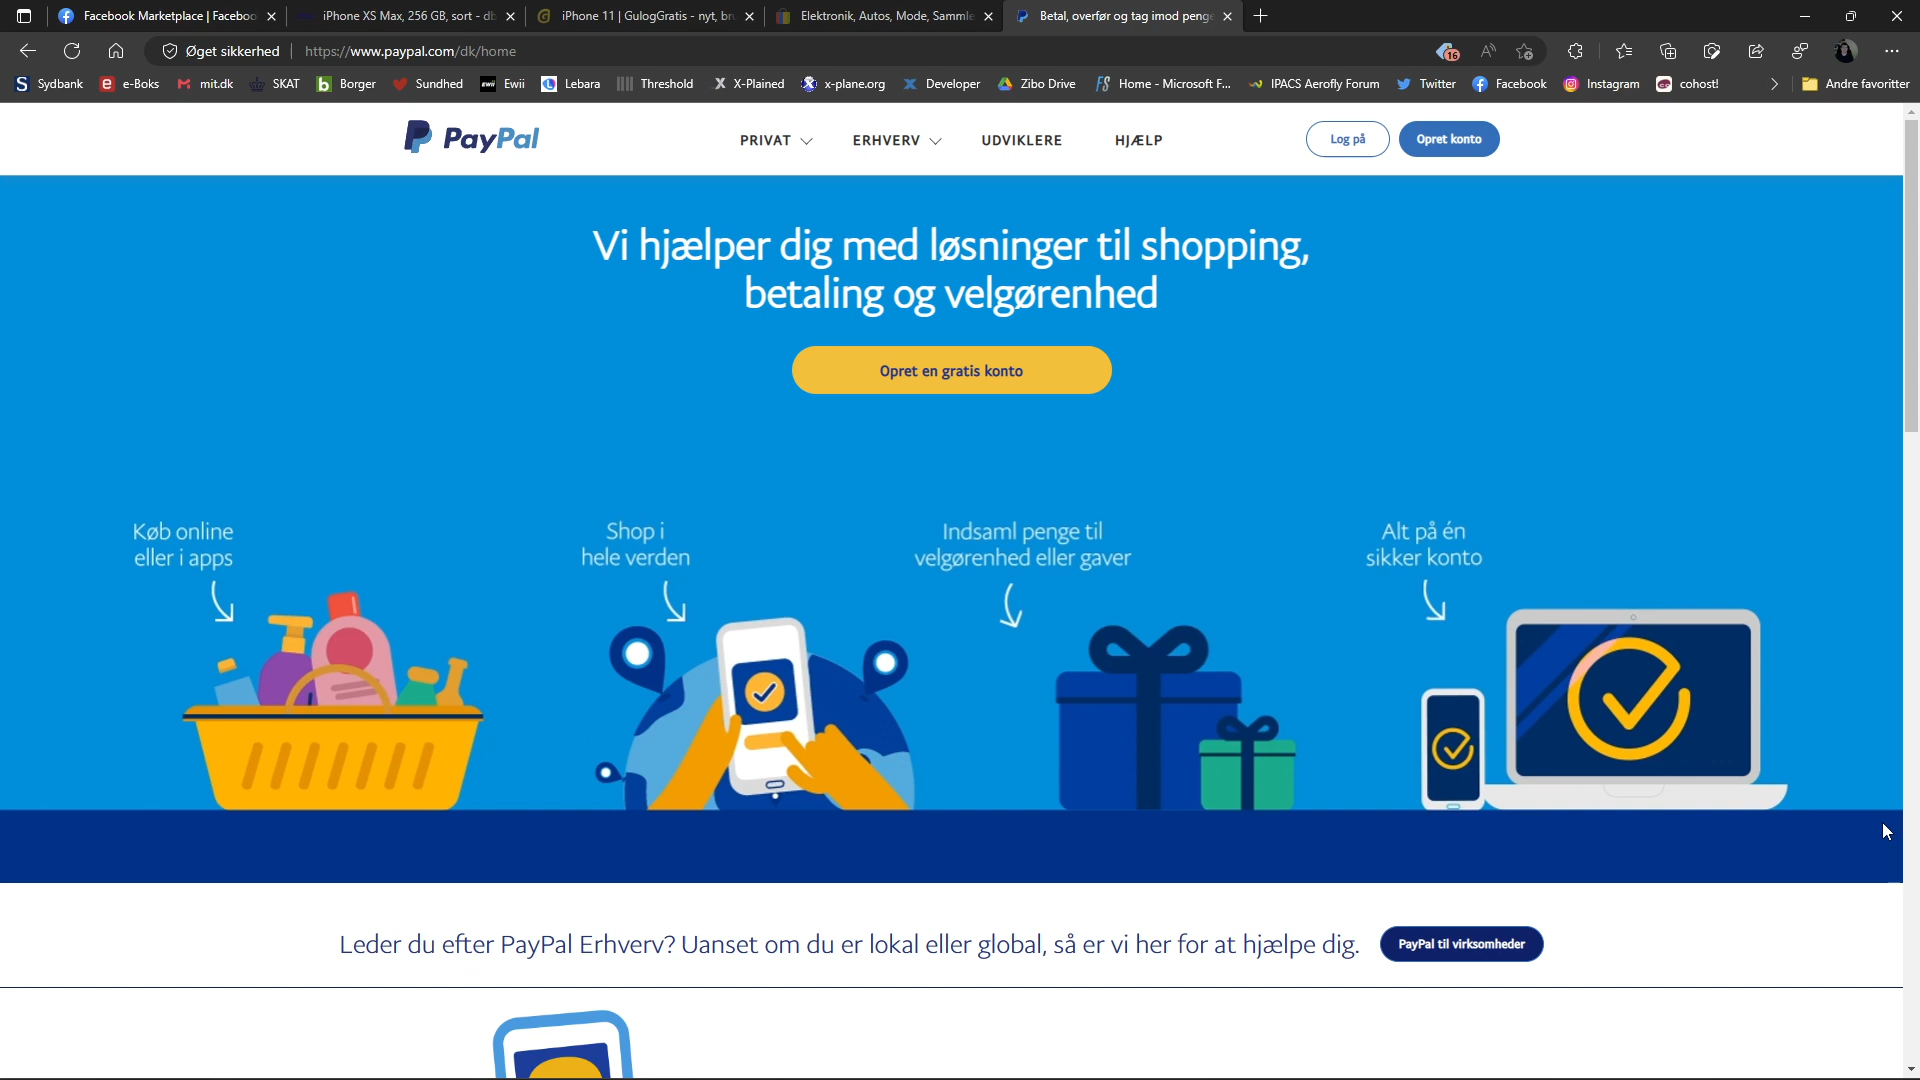 Facebook Marketplace | Faceboo
iPhone XS Max, 256 GB, sort - db
iPhone 11 | GulogGratis - nyt, bru
Elektronik, Autos, Mode, Sammle
Betal, overfør og tag imod penge
Øget sikkerhed
https://www.paypal.com/dk/home
16
Sydbank
e-Boks
mit.dk
SKAT
Borger
Sundhed
Ewii
Lebara
Threshold
X-Plained
x-plane.org
Developer
Zibo Drive
Home - Microsoft F...
IPACS Aerofly Forum
Twitter
Facebook
Instagram
cohost!
Andre favoritter
PayPal
PRIVAT
ERHVERV
UDVIKLERE
HJÆLP
Log på
Opret konto
Vi hjælper dig med løsninger til shopping,
betaling og velgørenhed
Opret en gratis konto
Køb online
eller i apps
Shop i
hele verden
Indsaml penge til
velgørenhed eller gaver
Alt på én
sikker konto
Leder du efter PayPal Erhverv? Uanset om du er lokal eller global, så er vi her for at hjælpe dig.
PayPal til virksomheder